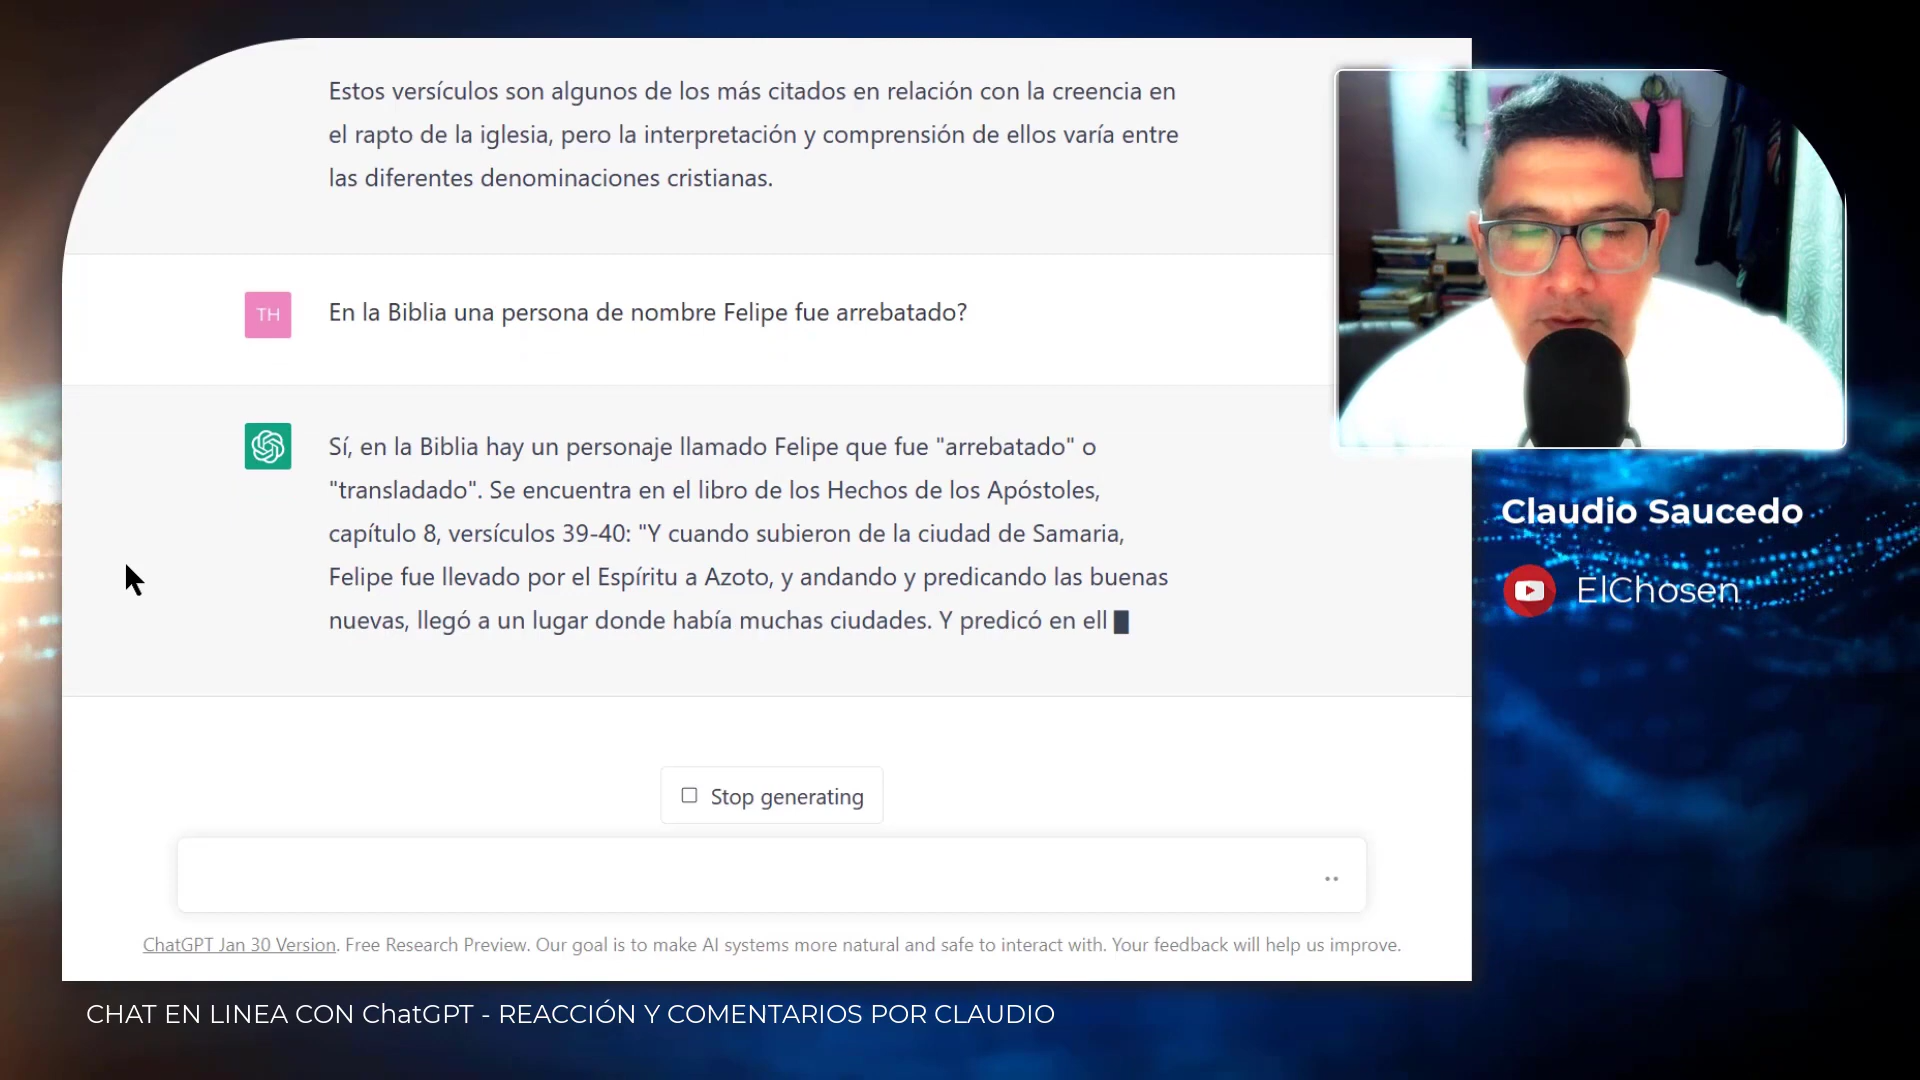 Estos versículos son algunos de los más citados en relación con la creencia en
el rapto de la iglesia, pero la interpretación y comprensión de ellos varía entre
las diferentes denominaciones cristianas.
TH
En la Biblia una persona de nombre Felipe fue arrebatado?
Sí, en la Biblia hay un personaje llamado Felipe que fue "arrebatado" o
"transladado". Se encuentra en el libro de los Hechos de los Apóstoles,
capítulo 8, versículos 39-40: "Y cuando subieron de la ciudad de Samaria,
Felipe fue llevado por el Espíritu a Azoto, y andando y predicando las buenas
nuevas, llegó a un lugar donde había muchas ciudades. Y predicó en ell
Stop generating
ChatGPT Jan 30 Version. Free Research Preview. Our goal is to make AI systems more natural and safe to interact with. Your feedback will help us improve.
Claudio Saucedo
ElChosen
CHAT EN LINEA CON ChatGPT - REACCIÓN Y COMENTARIOS POR CLAUDIO